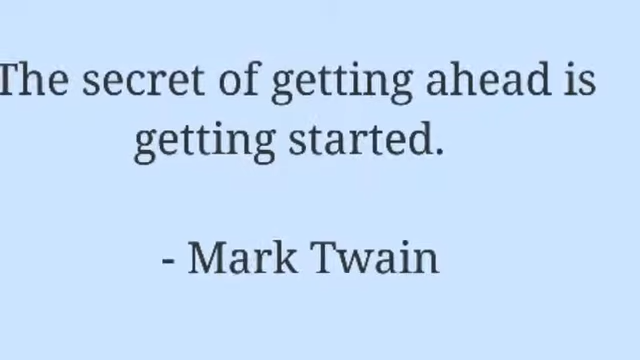 The secret of getting ahead is
getting started.
- Mark Twain